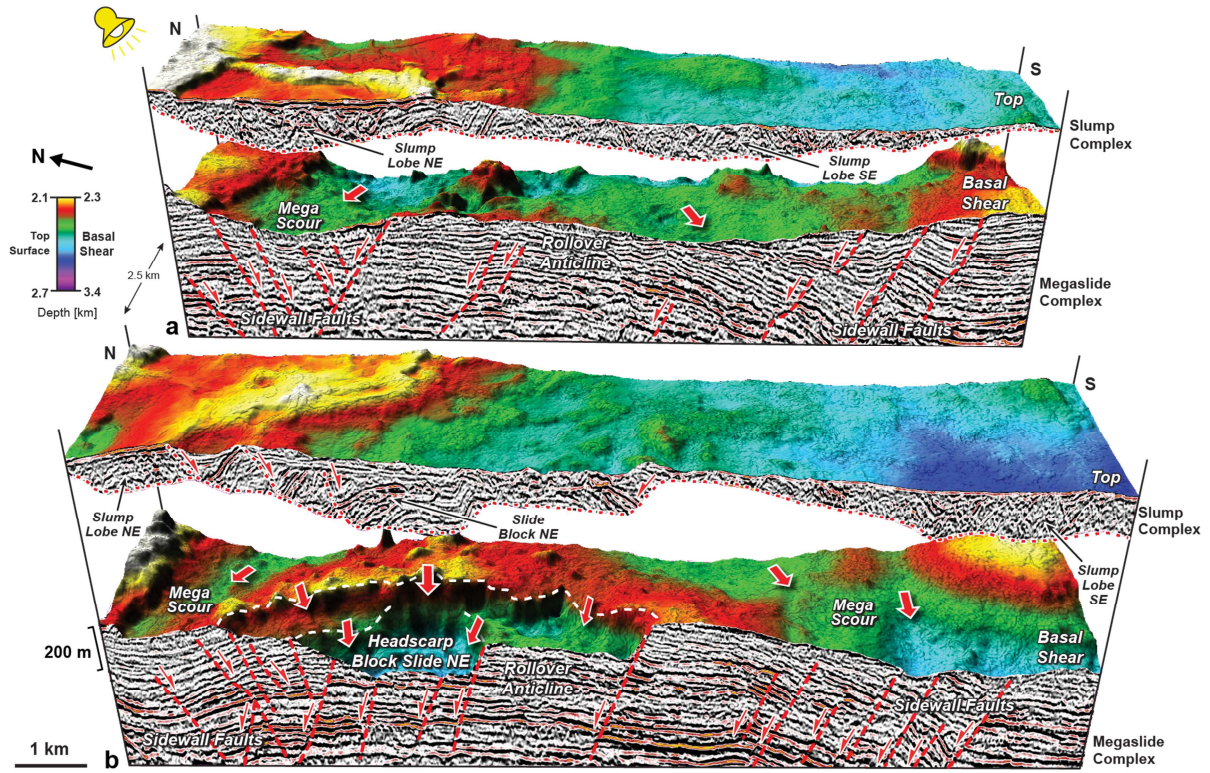 N
S
Top
Slump
Complex
Slump
Lobe NE
Slump
Lobe SE
N
2.1
2.3
Top
Surface
Basal
Shear
2.7
3.4
Depth [km]
2.5 km
Mega
Scour
Basal
Shear
Rollover
Anticline
Megaslide
Complex
Sidewall Faults
Sidewall Faults
a
N
S
Top
Slump
Lobe NE
Slide
Block NE
Slump
Complex
Slump
Lobe SE
Mega
Scour
Mega
Scour
Headscarp
Block Slide NE
Basal
Shear
200 m
Rollover
Anticline
Sidewall Faults
Sidewall Faults
Megaslide
Complex
1 km
b